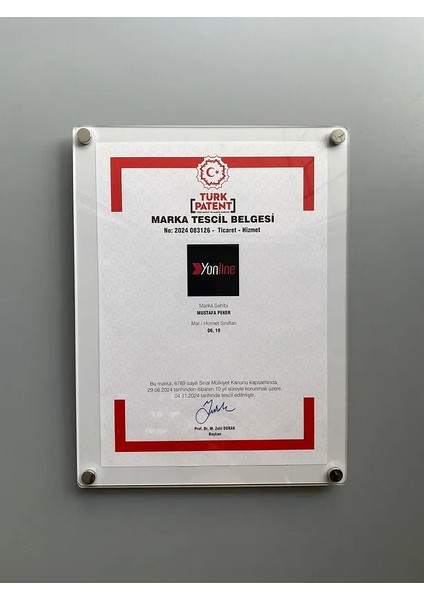 TÜRK
PATENT
MARKA TESCİL BELGESİ
No: 2024 083126 - Ticaret - Hizmet
Yonline
Marka Sahibi
MUSTAFA PEKER
Mal / Hizmet Sınıfları
06, 19
Bu marka, 6769 sayılı Sınai Mülkiyet Kanunu kapsamında,
29.06.2024 tarihinden itibaren 10 yıl süreyle korunmak üzere,
04.11.2024 tarihinde tescil edilmiştir.
Prof. Dr. M. Zeki DURAK
Başkan